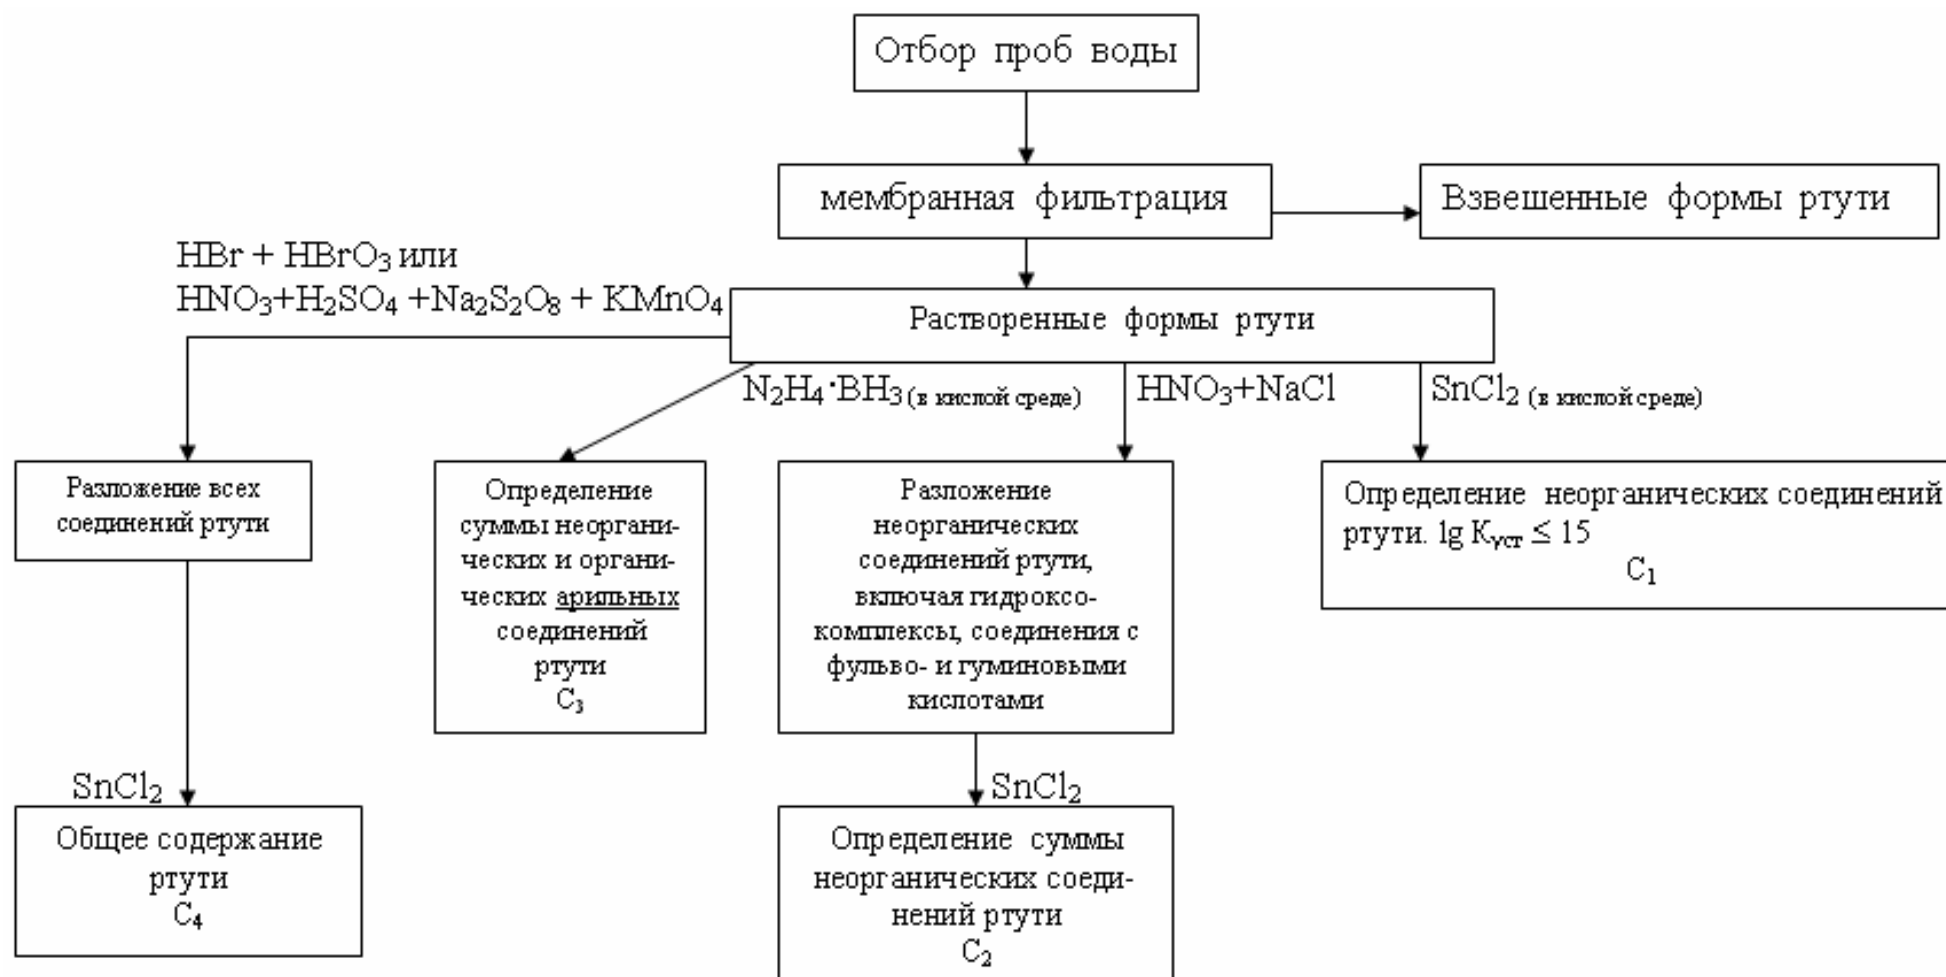 Отбор проб воды
мембранная фильтрация
Взвешенные формы ртути
HBr + HBrO₃ или
HNO₃+H₂SO₄ +Na₂S₂O₈ + KMnO₄
Растворенные формы ртути
N₂H₄·BH₃ (в кислой среде)
HNO₃+NaCl
SnCl₂ (в кислой среде)
Разложение всех
соединений ртути
Определение
суммы неоргани-
ческих и органи-
ческих арильных
соединений
ртути
C₃
Разложение
неорганических
соединений ртути,
включая гидроксо-
комплексы, соединения с
фульво- и гуминовыми
кислотами
Определение неорганических соединений
ртути. lg Kуст ≤ 15
C₁
SnCl₂
SnCl₂
Общее содержание
ртути
C₄
Определение суммы
неорганических соеди-
нений ртути
C₂